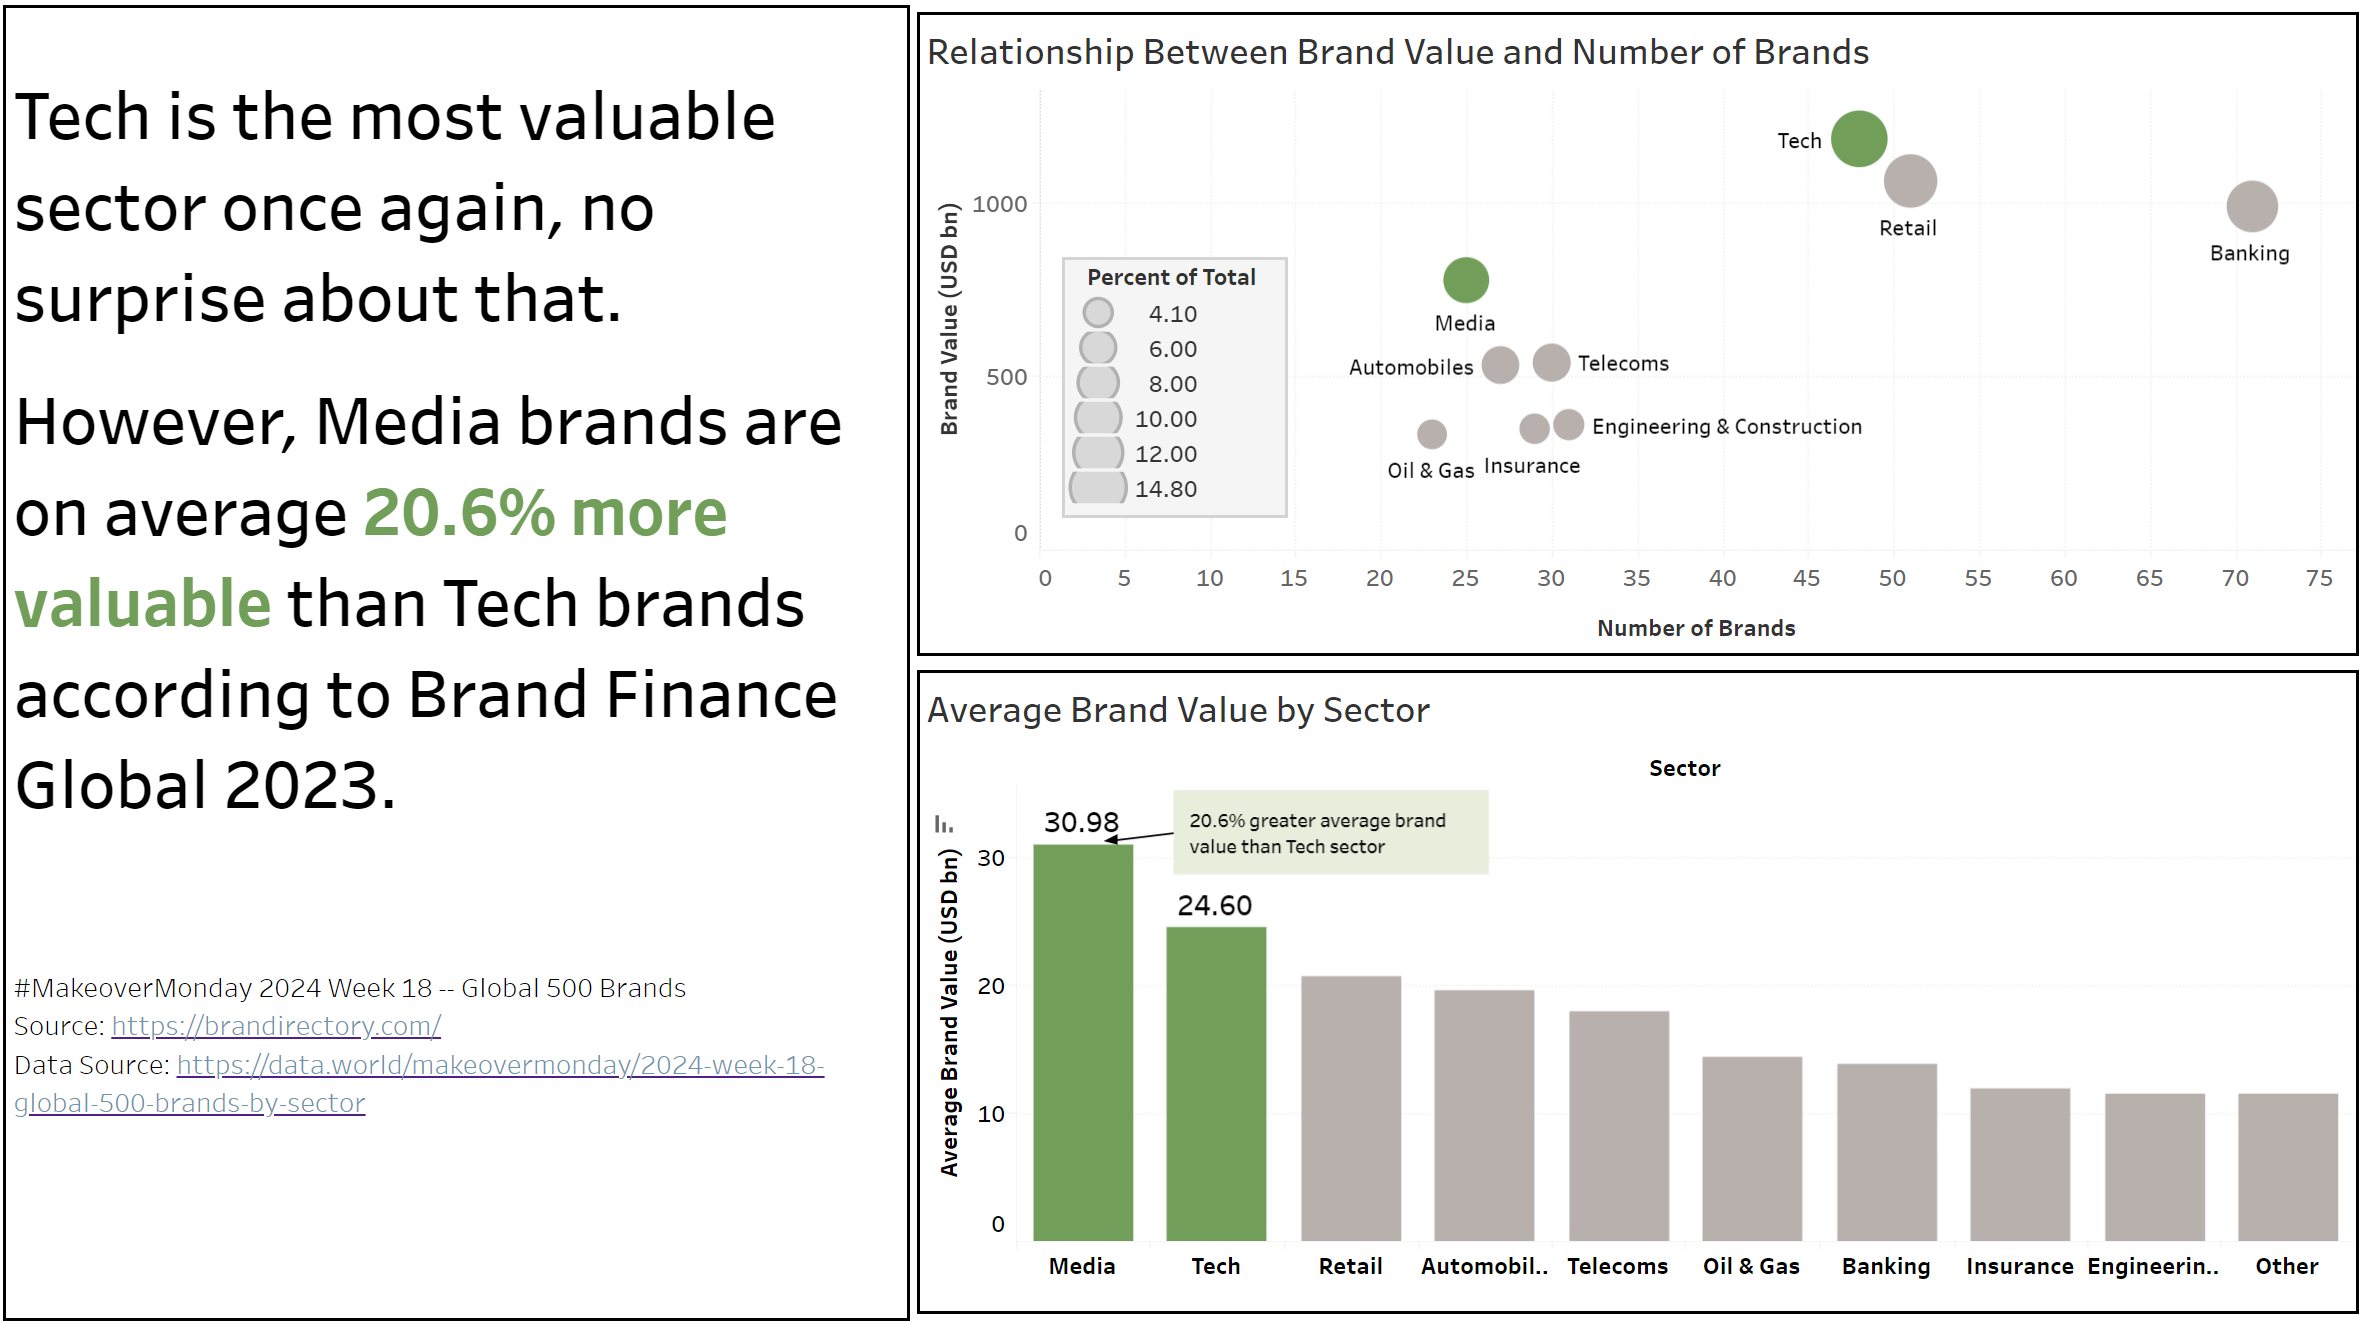 Tech is the most valuable
sector once again, no
surprise about that.
However, Media brands are
on average 20.6% more
valuable than Tech brands
according to Brand Finance
Global 2023.
#MakeoverMonday 2024 Week 18 -- Global 500 Brands
Source: https://brandirectory.com/
Data Source: https://data.world/makeovermonday/2024-week-18-
global-500-brands-by-sector
Relationship Between Brand Value and Number of Brands
Brand Value (USD bn)
1000
500
0
Percent of Total
4.10
6.00
8.00
10.00
12.00
14.80
Tech
Retail
Banking
Media
Automobiles
Telecoms
Engineering & Construction
Oil & Gas
Insurance
0 5 10 15 20 25 30 35 40 45 50 55 60 65 70 75
Number of Brands
Average Brand Value by Sector
Sector
Average Brand Value (USD bn)
30
20
10
0
30.98
20.6% greater average brand
value than Tech sector
24.60
Media Tech Retail Automobil.. Telecoms Oil & Gas Banking Insurance Engineerin.. Other